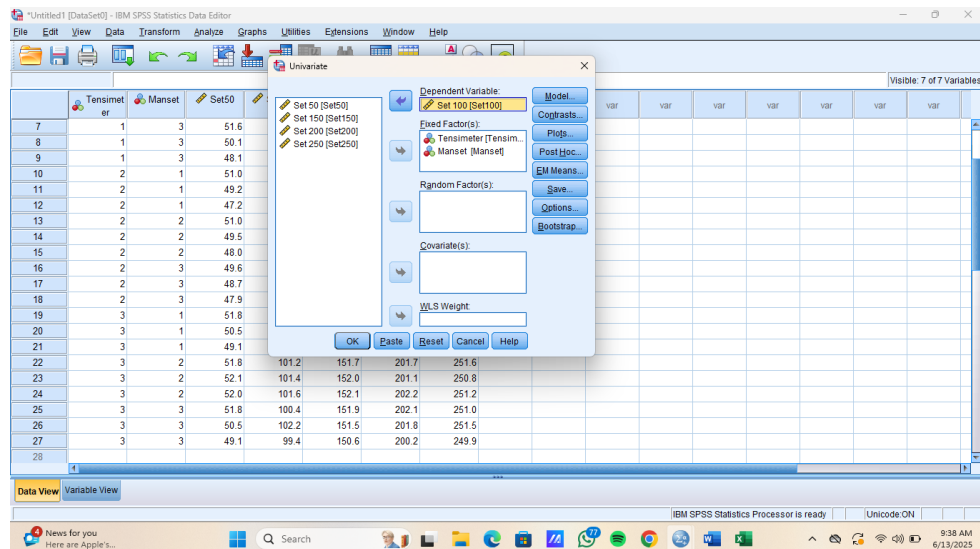 *Untitled1 [DataSet0] - IBM SPSS Statistics Data Editor
File Edit View Data Transform Analyze Graphs Utilities Extensions Window Help
Visible: 7 of 7 Variables
Tensimeter Manset Set50 var var var var var var var
7 1 3 51.6
8 1 3 50.1
9 1 3 48.1
10 2 1 51.0
11 2 1 49.2
12 2 1 47.2
13 2 2 51.0
14 2 2 49.5
15 2 2 48.0
16 2 3 49.6
17 2 3 48.7
18 2 3 47.9
19 3 1 51.8
20 3 1 50.5
21 3 1 49.1
22 3 2 51.8 101.2 151.7 201.7 251.6
23 3 2 52.1 101.4 152.0 201.1 250.8
24 3 2 52.0 101.6 152.1 202.2 251.2
25 3 3 51.8 100.4 151.9 202.1 251.0
26 3 3 50.5 102.2 151.5 201.8 251.5
27 3 3 49.1 99.4 150.6 200.2 249.9
28
Univariate
Set 50 [Set50]
Set 150 [Set150]
Set 200 [Set200]
Set 250 [Set250]
Dependent Variable:
Set 100 [Set100]
Fixed Factor(s):
Tensimeter [Tensim...
Manset [Manset]
Random Factor(s):
Covariate(s):
WLS Weight:
Model...
Contrasts...
Plots...
Post Hoc...
EM Means...
Save...
Options...
Bootstrap...
OK Paste Reset Cancel Help
Data View Variable View
IBM SPSS Statistics Processor is ready Unicode:ON
4 News for you
Here are Apple's...
Search
77
9:38 AM
6/13/2025